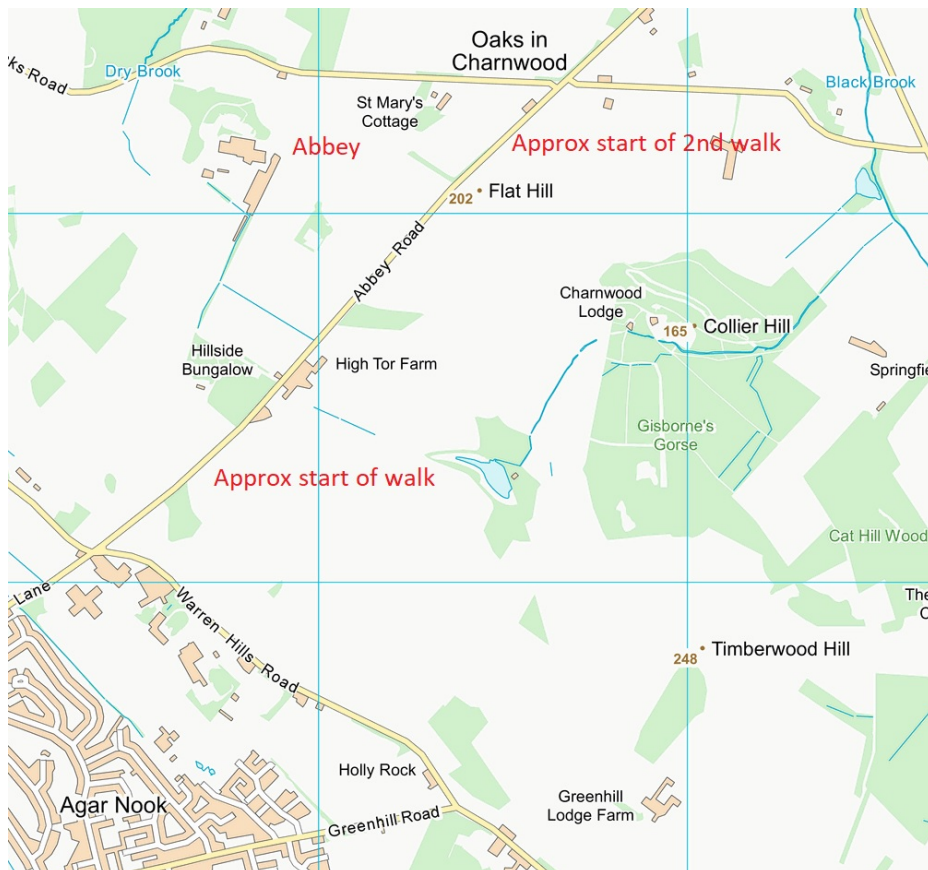 Oaks in
Charnwood
Dry Brook
ks Road
Black Brook
St Mary's
Cottage
Abbey
Approx start of 2nd walk
202
Flat Hill
Abbey Road
Charnwood
Lodge
165
Collier Hill
Hillside
Bungalow
High Tor Farm
Springfie
Gisborne's
Gorse
Approx start of walk
Cat Hill Wood
Lane
The
C
Warren Hills Road
248
Timberwood Hill
Holly Rock
Agar Nook
Greenhill
Lodge Farm
Greenhill Road